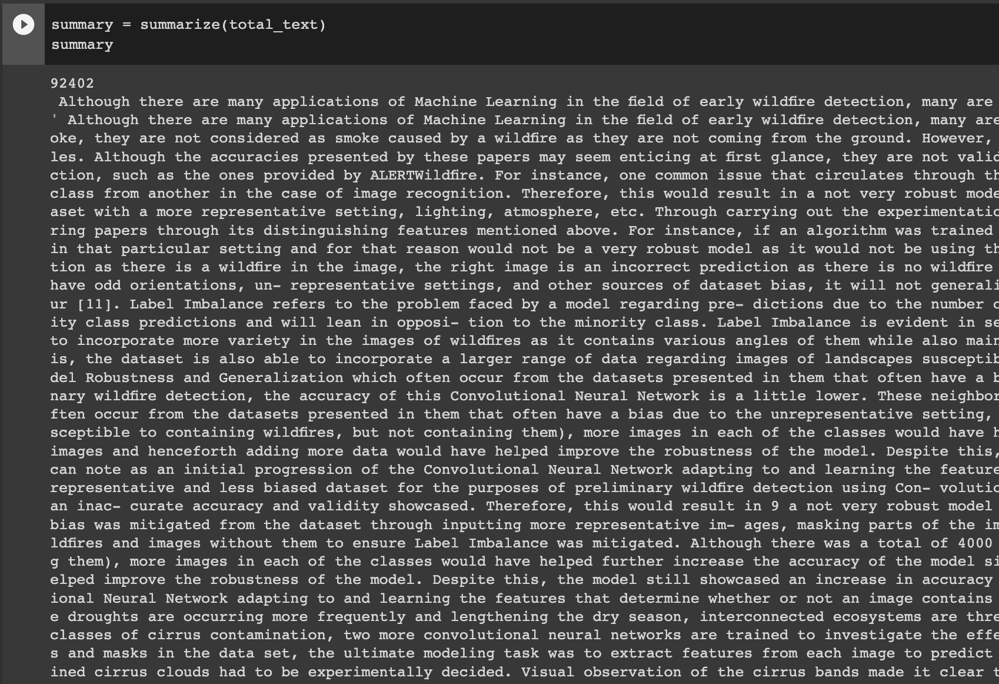 summary = summarize(total_text)
summary
92402
Although there are many applications of Machine Learning in the field of early wildfire detection, many are
' Although there are many applications of Machine Learning in the field of early wildfire detection, many are
oke, they are not considered as smoke caused by a wildfire as they are not coming from the ground. However,
les. Although the accuracies presented by these papers may seem enticing at first glance, they are not valid
ction, such as the ones provided by ALERTWildfire. For instance, one common issue that circulates through th
class from another in the case of image recognition. Therefore, this would result in a not very robust mode
aset with a more representative setting, lighting, atmosphere, etc. Through carrying out the experimentatio
ring papers through its distinguishing features mentioned above. For instance, if an algorithm was trained
in that particular setting and for that reason would not be a very robust model as it would not be using th
tion as there is a wildfire in the image, the right image is an incorrect prediction as there is no wildfire
have odd orientations, un- representative settings, and other sources of dataset bias, it will not generali
ur [11]. Label Imbalance refers to the problem faced by a model regarding pre- dictions due to the number o
ity class predictions and will lean in opposi- tion to the minority class. Label Imbalance is evident in se
to incorporate more variety in the images of wildfires as it contains various angles of them while also main
is, the dataset is also able to incorporate a larger range of data regarding images of landscapes susceptib
del Robustness and Generalization which often occur from the datasets presented in them that often have a b
nary wildfire detection, the accuracy of this Convolutional Neural Network is a little lower. These neighbor
ften occur from the datasets presented in them that often have a bias due to the unrepresentative setting,
sceptible to containing wildfires, but not containing them), more images in each of the classes would have h
images and henceforth adding more data would have helped improve the robustness of the model. Despite this,
can note as an initial progression of the Convolutional Neural Network adapting to and learning the feature
representative and less biased dataset for the purposes of preliminary wildfire detection using Con- volutio
an inac- curate accuracy and validity showcased. Therefore, this would result in 9 a not very robust model
bias was mitigated from the dataset through inputting more representative im- ages, masking parts of the im
ldfires and images without them to ensure Label Imbalance was mitigated. Although there was a total of 4000
g them), more images in each of the classes would have helped further increase the accuracy of the model si
elped improve the robustness of the model. Despite this, the model still showcased an increase in accuracy
ional Neural Network adapting to and learning the features that determine whether or not an image contains
e droughts are occurring more frequently and lengthening the dry season, interconnected ecosystems are thre
classes of cirrus contamination, two more convolutional neural networks are trained to investigate the effe
s and masks in the data set, the ultimate modeling task was to extract features from each image to predict
ined cirrus clouds had to be experimentally decided. Visual observation of the cirrus bands made it clear t